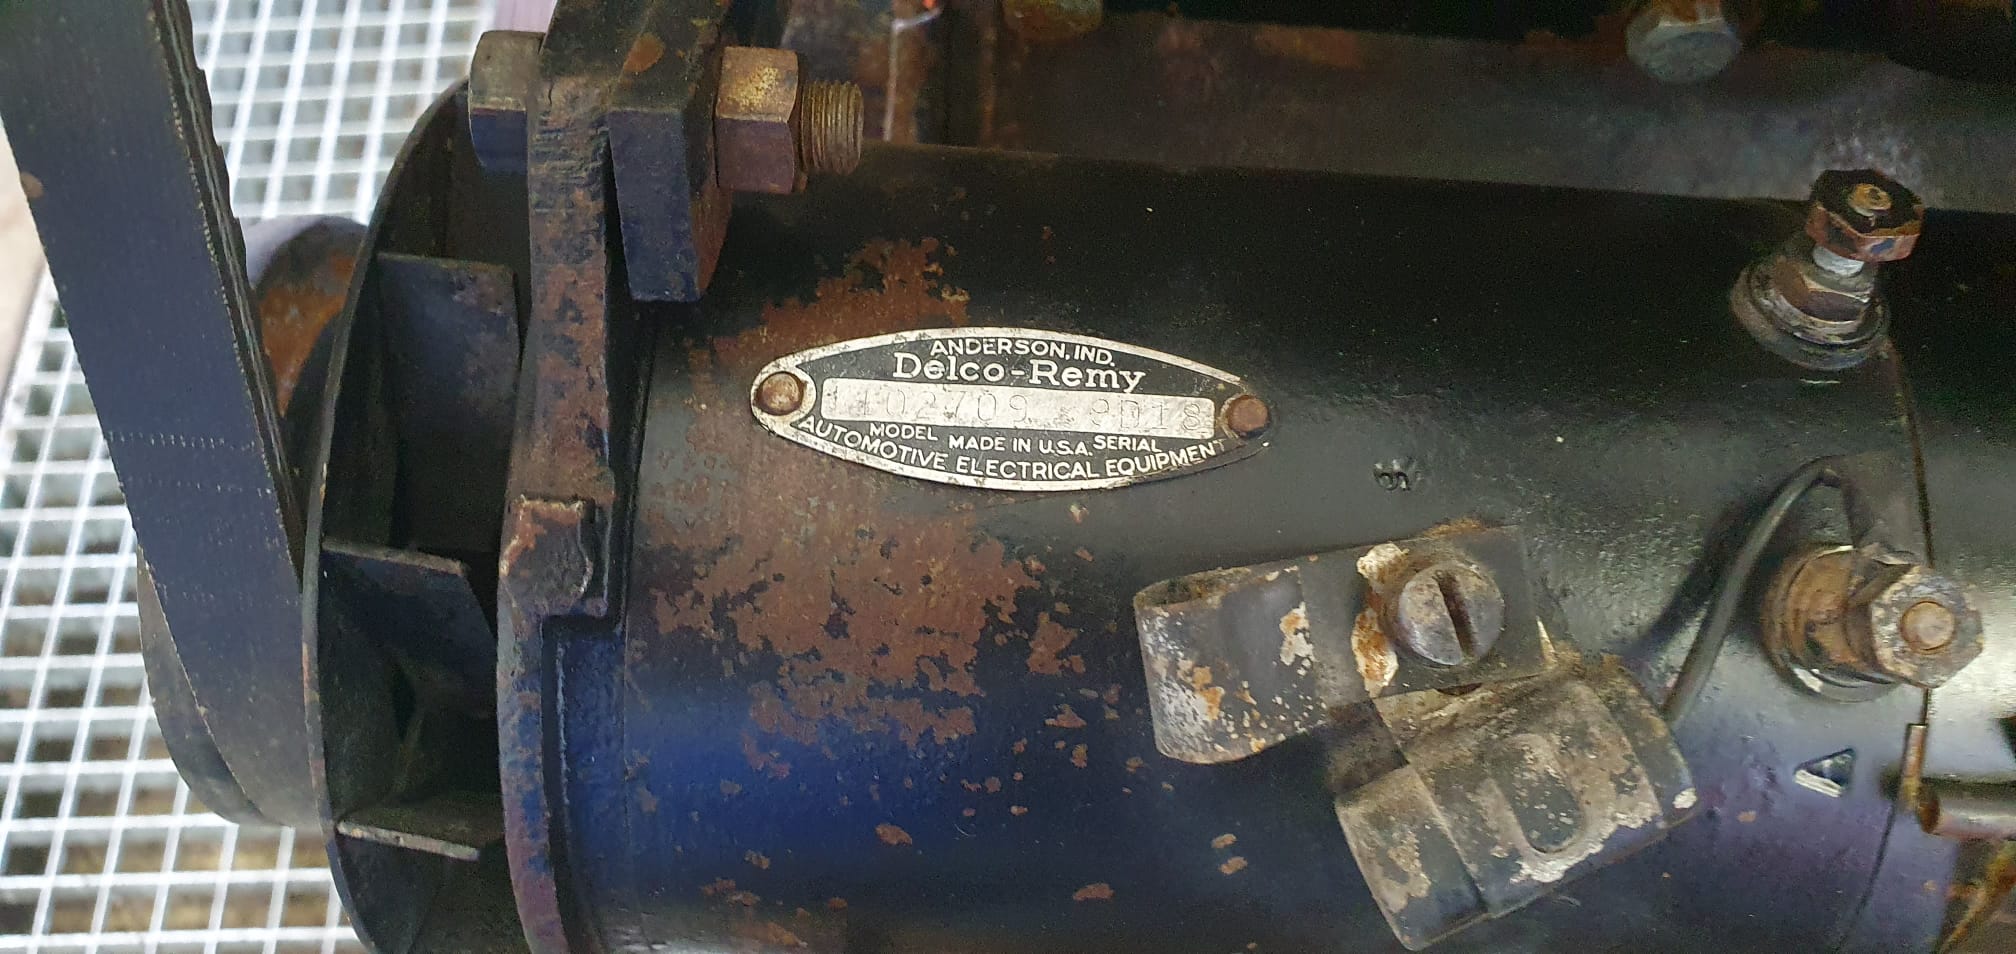 ANDERSON, IND.
Delco-Remy
1102709 9D18
MODEL MADE IN U.S.A. SERIAL
AUTOMOTIVE ELECTRICAL EQUIPMENT